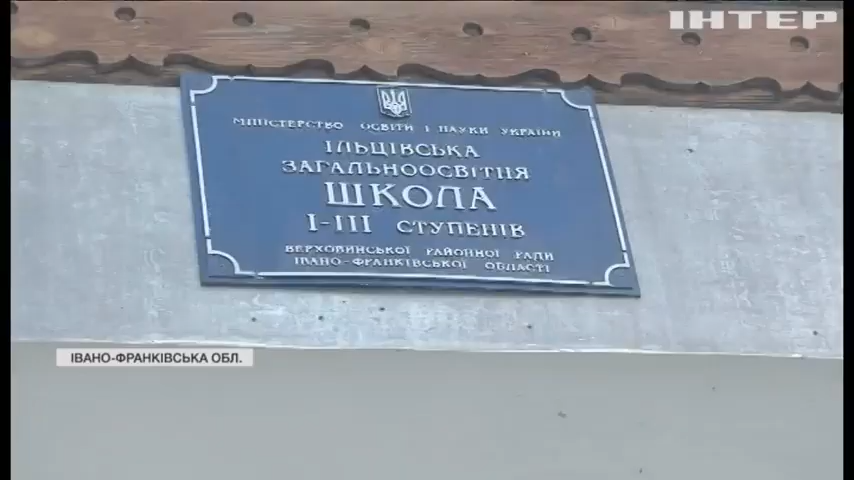 ІНТЕР
МІНІСТЕРСТВО ОСВІТИ І НАУКИ УКРАЇНИ
ІЛЬЦІВСЬКА
ЗАГАЛЬНООСВІТНЯ
ШКОЛА
І-ІІІ СТУПЕНІВ
ВЕРХОВИНСЬКОЇ РАЙОННОЇ РАДИ
ІВАНО-ФРАНКІВСЬКОЇ ОБЛАСТІ
ІВАНО-ФРАНКІВСЬКА ОБЛ.